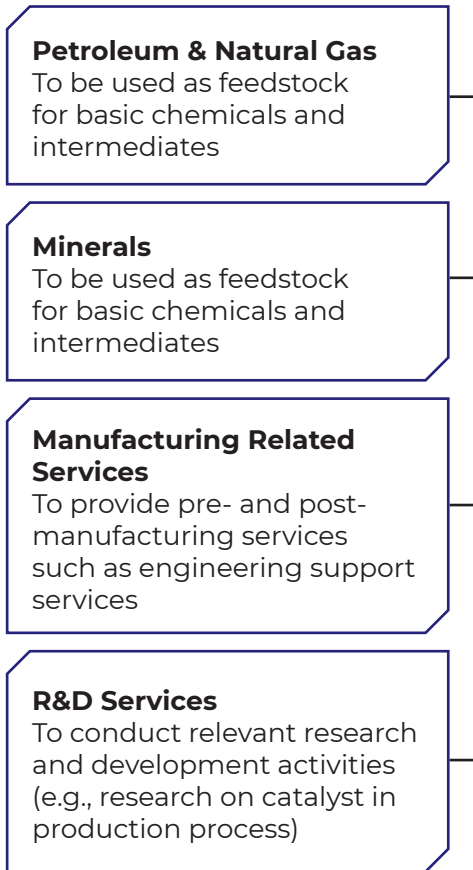 Petroleum & Natural Gas
To be used as feedstock
for basic chemicals and
intermediates
Minerals
To be used as feedstock
for basic chemicals and
intermediates
Manufacturing Related
Services
To provide pre- and post-
manufacturing services
such as engineering support
services
R&D Services
To conduct relevant research
and development activities
(e.g., research on catalyst in
production process)